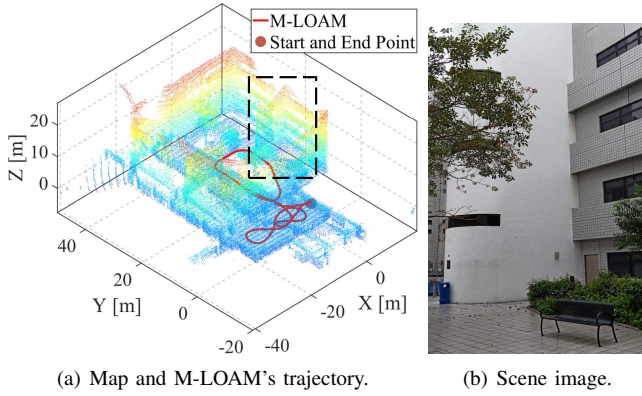 M-LOAM
Start and End Point
Z [m]
20
10
0
40
20
0
-20
Y [m]
0
-20
-40
X [m]
(a) Map and M-LOAM's trajectory.
(b) Scene image.